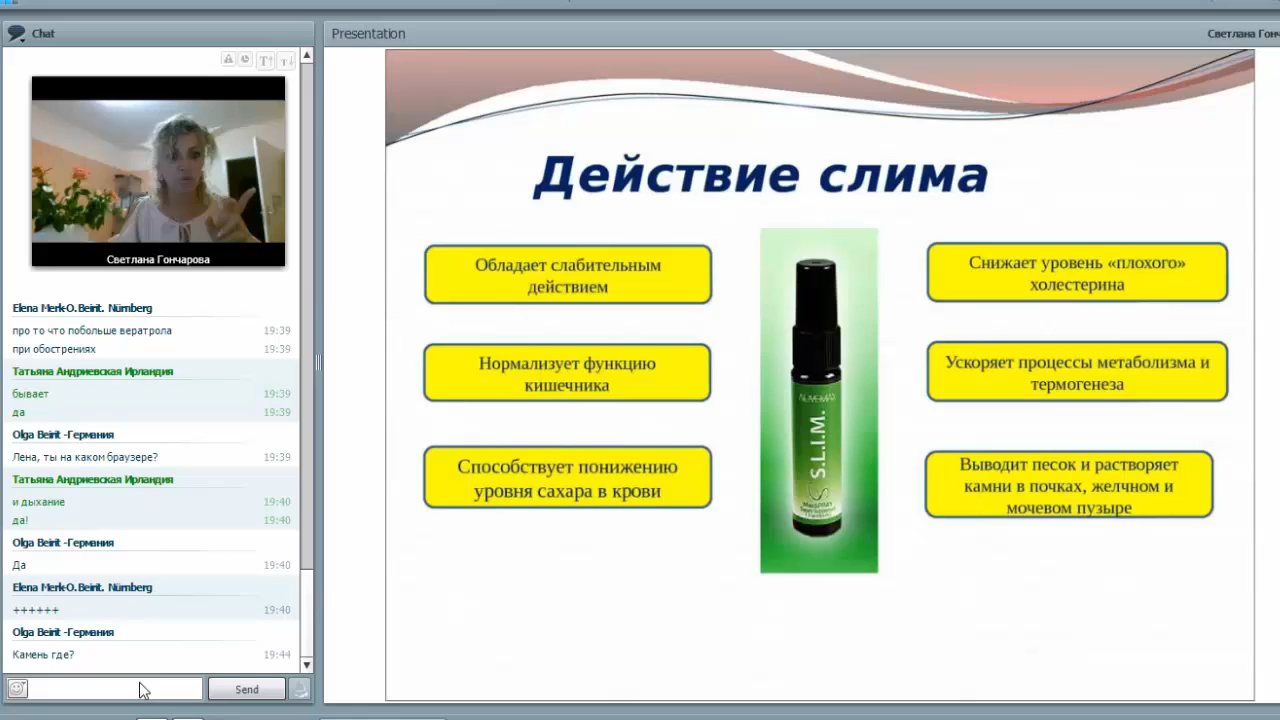 Chat
Presentation
Светлана Гонч
Светлана Гончарова
Elena Merk-O.Beirit. Nürnberg
про то что побольше вератрола 19:39
при обострениях 19:39
Татьяна Андриевская Ирландия
бывает 19:39
да 19:39
Olga Beirit -Германия
Лена, ты на каком браузере? 19:39
Татьяна Андриевская Ирландия
и дыхание 19:40
да! 19:40
Olga Beirit -Германия
Да 19:40
Elena Merk-O.Beirit. Nürnberg
++++++ 19:40
Olga Beirit -Германия
Камень где? 19:44
Send
Действие слима
Обладает слабительным
действием
Нормализует функцию
кишечника
Способствует понижению
уровня сахара в крови
S.L.I.M.
Снижает уровень «плохого»
холестерина
Ускоряет процессы метаболизма и
термогенеза
Выводит песок и растворяет
камни в почках, желчном и
мочевом пузыре